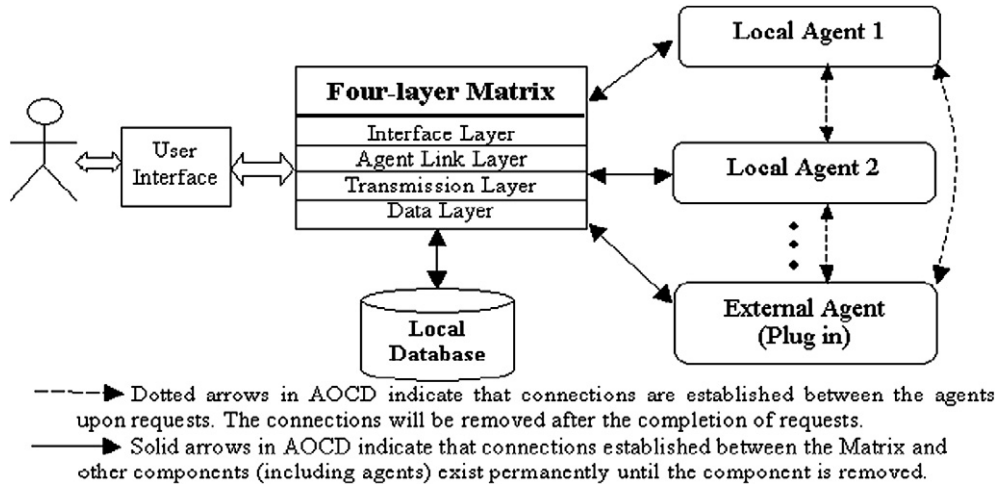 Local Agent 1
Four-layer Matrix
Interface Layer
Agent Link Layer
Transmission Layer
Data Layer
User
Interface
Local Agent 2
External Agent
(Plug in)
Local
Database
Dotted arrows in AOCD indicate that connections are established between the agents
upon requests. The connections will be removed after the completion of requests.
Solid arrows in AOCD indicate that connections established between the Matrix and
other components (including agents) exist permanently until the component is removed.